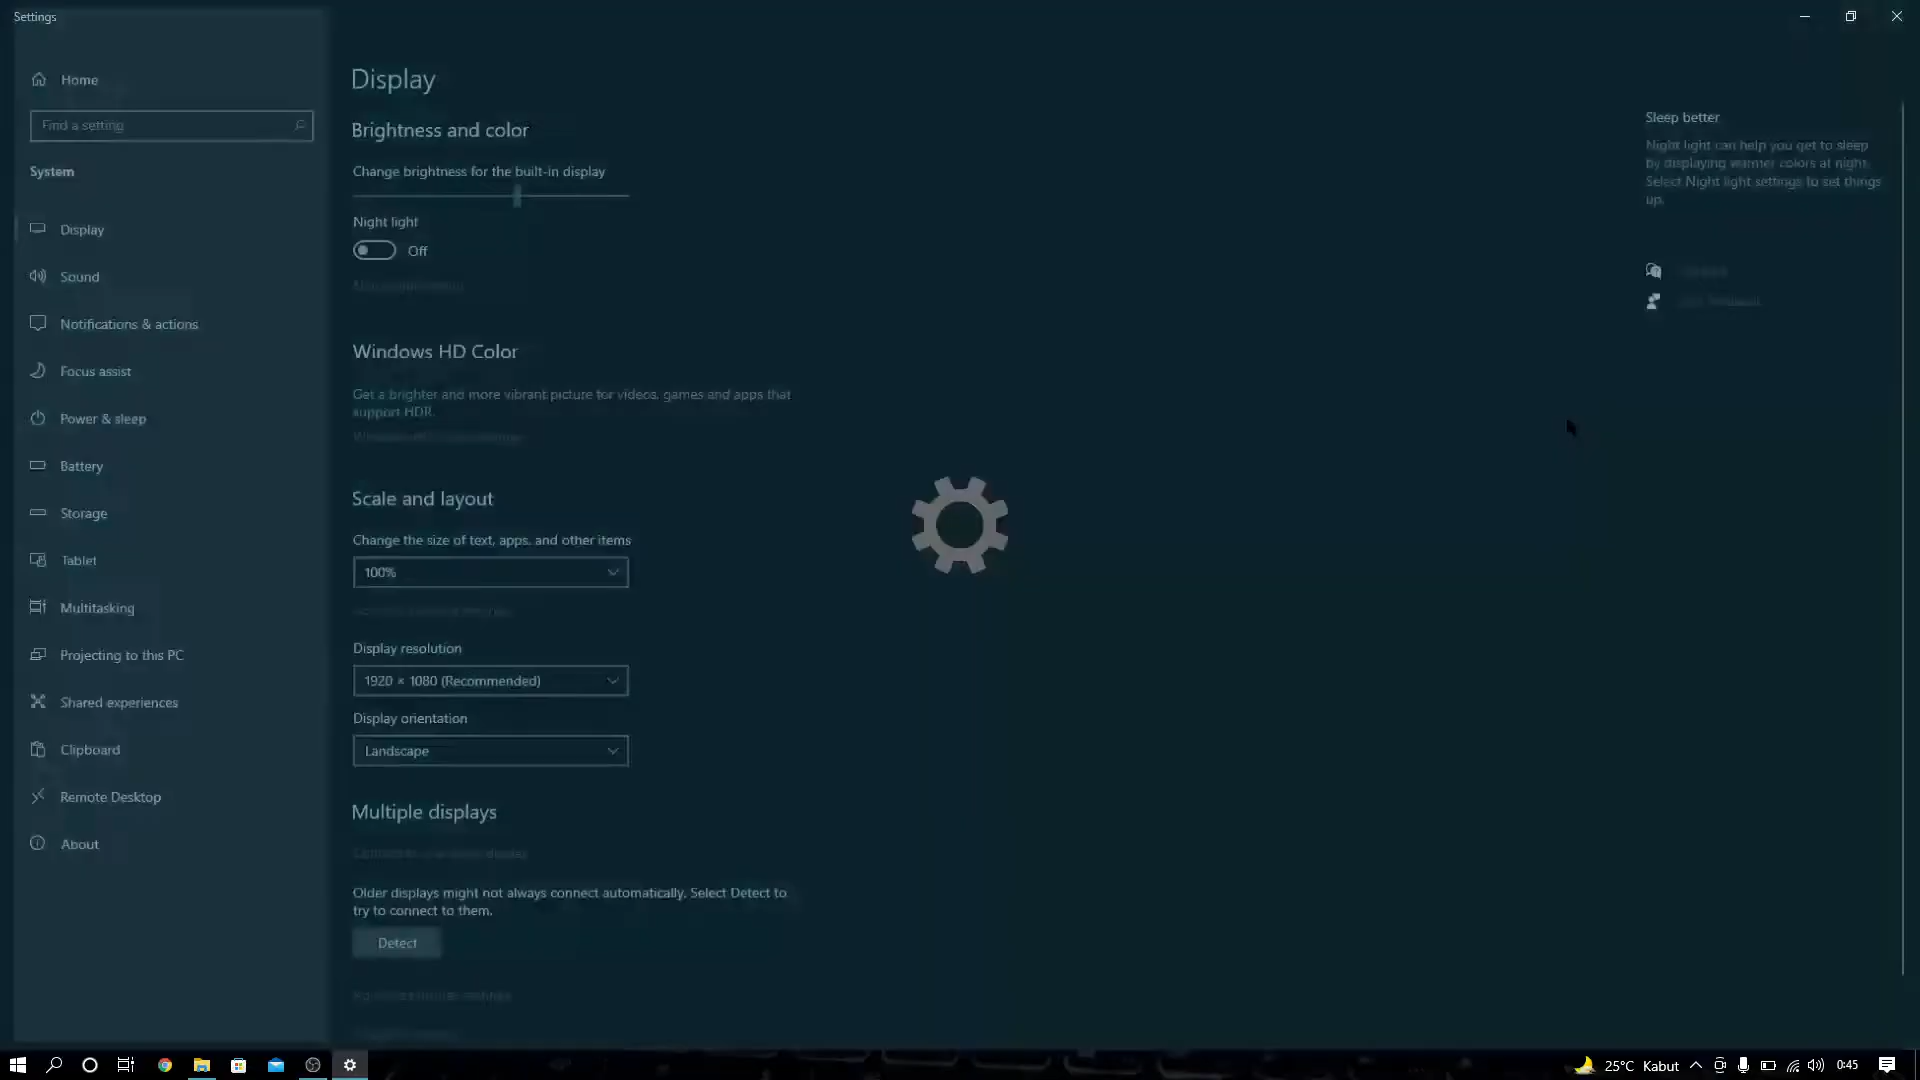 Settings
Home
Find a setting
System
Display
Sound
Notifications & actions
Focus assist
Power & sleep
Battery
Storage
Tablet
Multitasking
Projecting to this PC
Shared experiences
Clipboard
Remote Desktop
About
Display
Brightness and color
Change brightness for the built-in display
Night light
Off
Windows HD Color
Get a brighter and more vibrant picture for videos, games and apps that
support HDR.
Scale and layout
Change the size of text, apps, and other items
100%
Display resolution
1920 × 1080 (Recommended)
Display orientation
Landscape
Multiple displays
Older displays might not always connect automatically. Select Detect to
try to connect to them.
Detect
Sleep better
Night light can help you get to sleep
by displaying warmer colors at night.
Select Night light settings to set things
up.
25°C Kabut
0:45